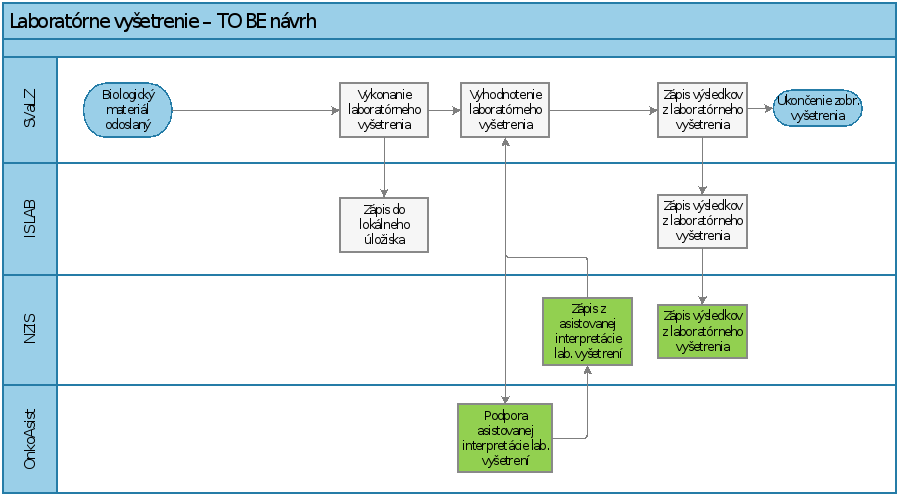 Laboratórne vyšetrenie – TO BE návrh
SVaLZ
Biologický
materiál
odoslaný
Vykonanie
laboratórneho
vyšetrenia
Vyhodnotenie
laboratórneho
vyšetrenia
Zápis výsledkov
z laboratórneho
vyšetrenia
Ukončenie zobr.
vyšetrenia
ISLAB
Zápis do
lokálneho
úložiska
Zápis výsledkov
z laboratórneho
vyšetrenia
NZIS
Zápis z
asistovanej
interpretácie
lab. vyšetrení
Zápis výsledkov
z laboratórneho
vyšetrenia
OnkoAsist
Podpora
asistovanej
interpretácie lab.
vyšetrení